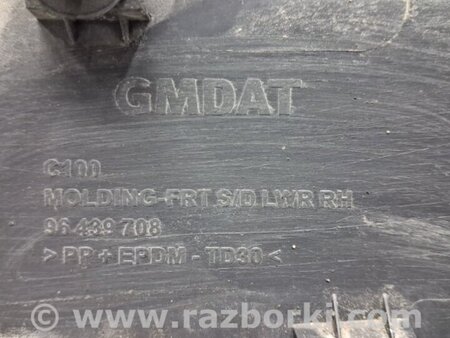 GMDAT
C100
MOLDING-FRT S/D LWR RH
96 439 708
> PP + EPDM - TD30 <
www.razborki.com